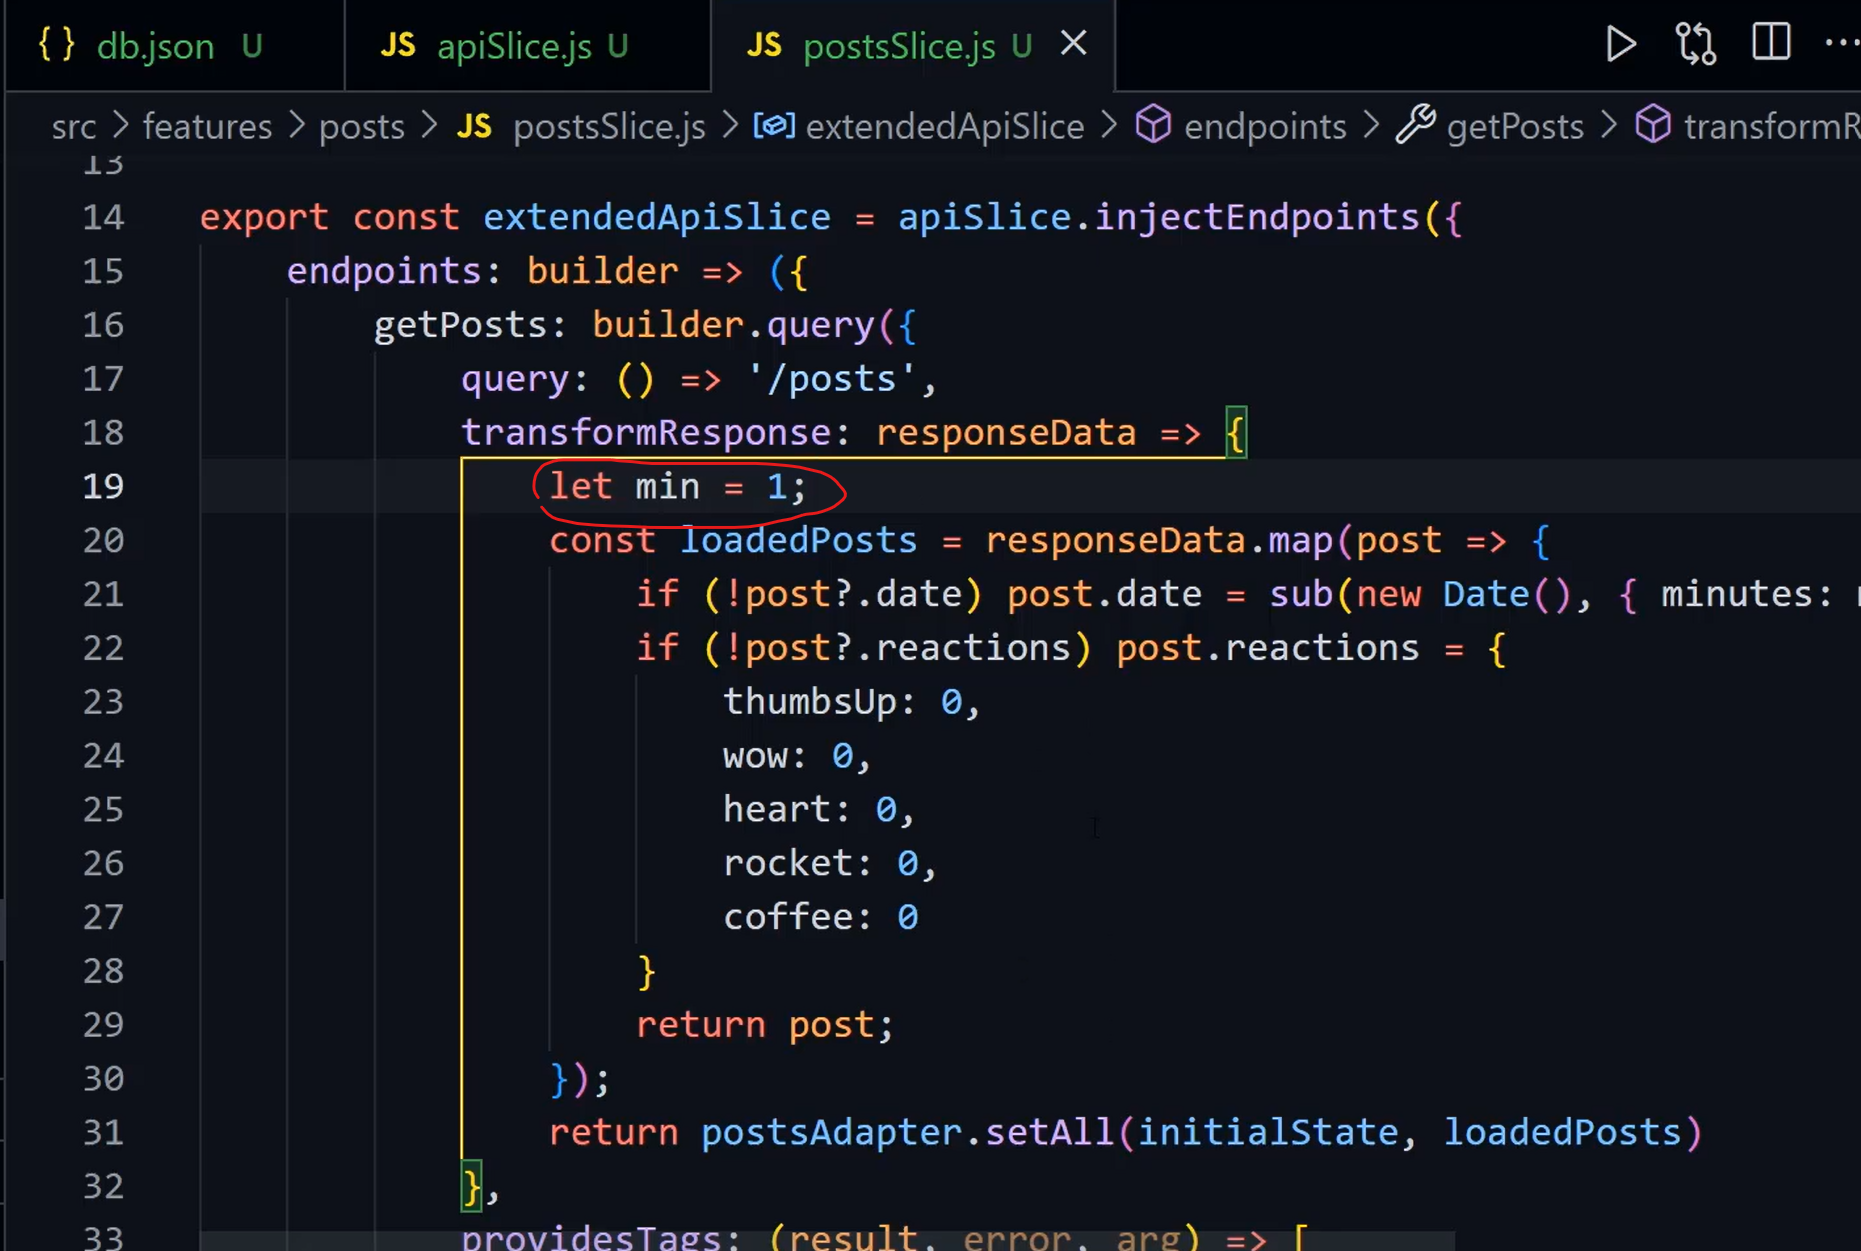 { } db.json U JS apiSlice.js U JS postsSlice.js U
src > features > posts > JS postsSlice.js > extendedApiSlice > endpoints > getPosts >
13
14 export const extendedApiSlice = apiSlice.injectEndpoints({
15 endpoints: builder => ({
16 getPosts: builder.query({
17 query: () => '/posts',
18 transformResponse: responseData => {
19 let min = 1;
20 const loadedPosts = responseData.map(post => {
21 if (!post?.date) post.date = sub(new Date(), { minutes:
22 if (!post?.reactions) post.reactions = {
23 thumbsUp: 0,
24 wow: 0,
25 heart: 0,
26 rocket: 0,
27 coffee: 0
28 }
29 return post;
30 });
31 return postsAdapter.setAll(initialState, loadedPosts)
32 },
33 providesTags: (result, error, arg) => [